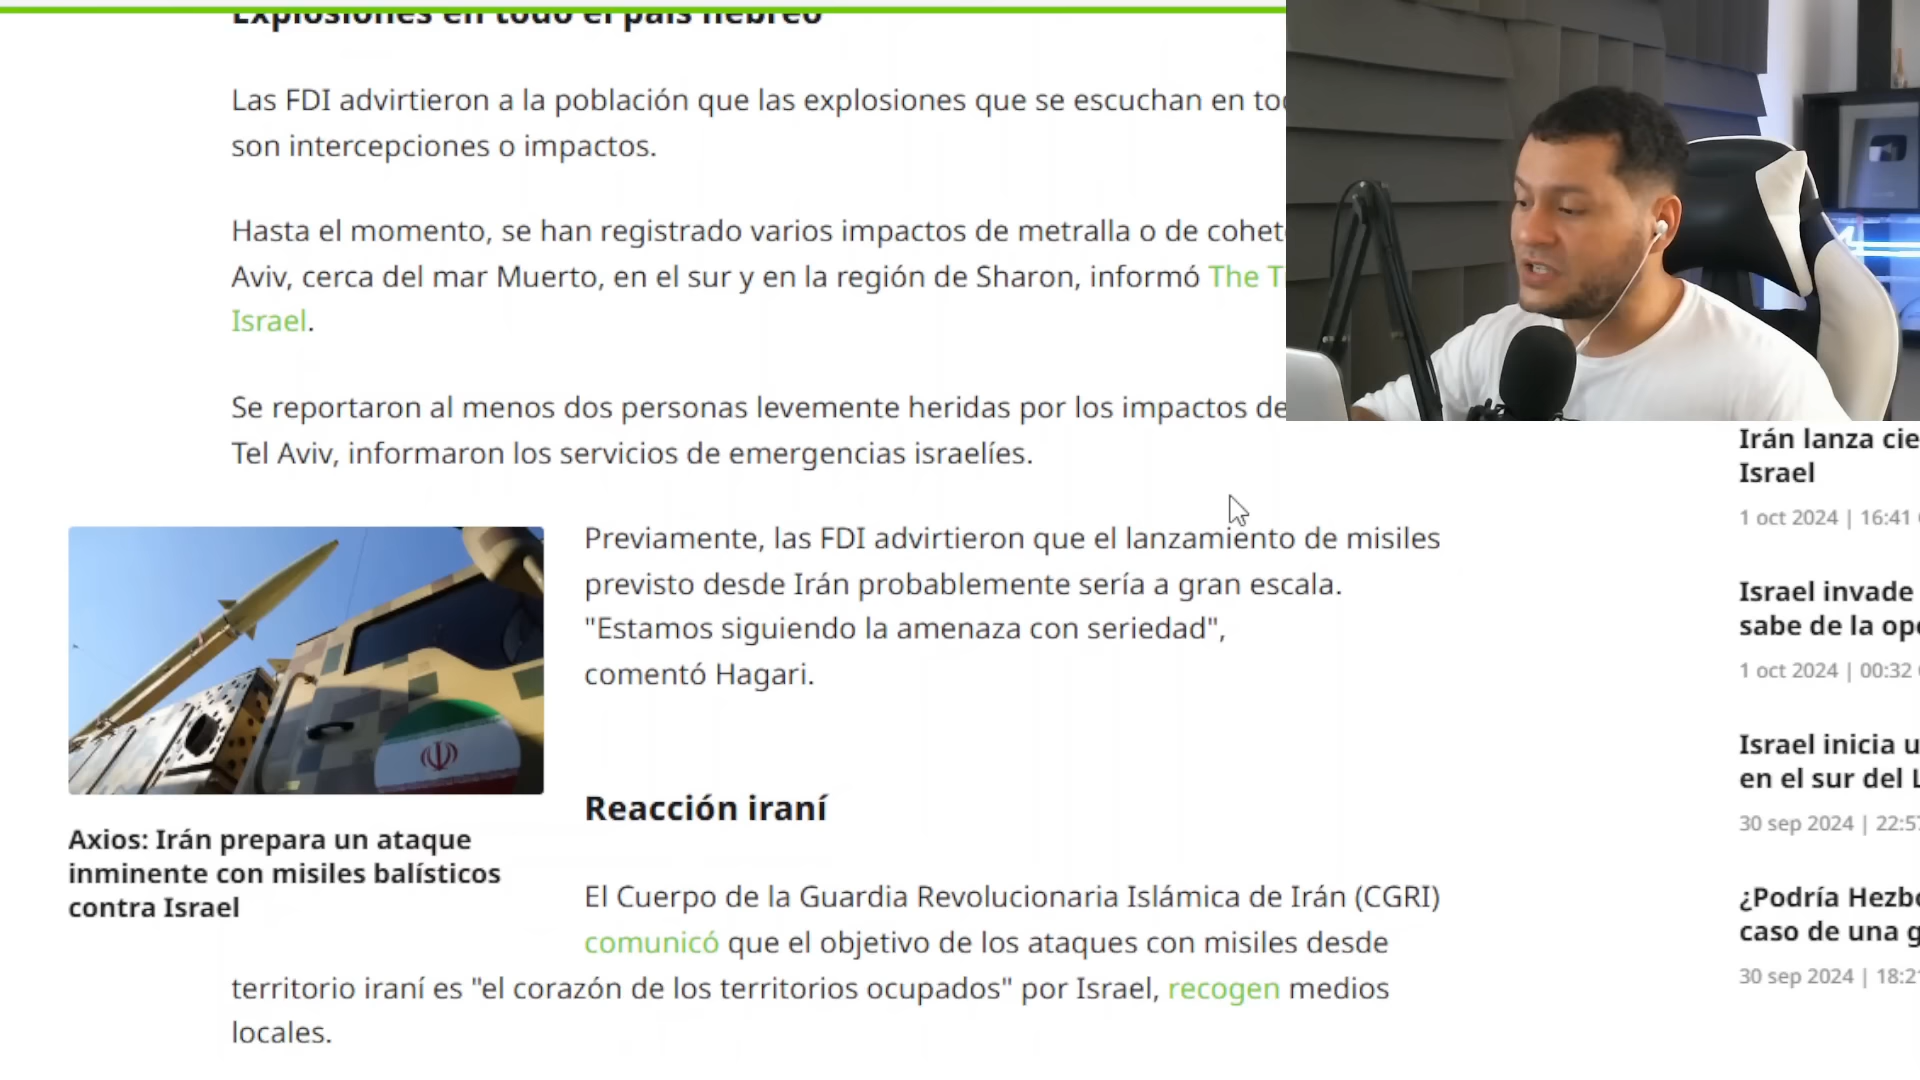 Explosiones en todo el país hebreo
Las FDI advirtieron a la población que las explosiones que se escuchan en
son intercepciones o impactos.
Hasta el momento, se han registrado varios impactos de metralla o de
Aviv, cerca del mar Muerto, en el sur y en la región de Sharon, informó The
Israel.
Se reportaron al menos dos personas levemente heridas por los impactos de
Tel Aviv, informaron los servicios de emergencias israelíes.
Previamente, las FDI advirtieron que el lanzamiento de misiles
previsto desde Irán probablemente sería a gran escala.
"Estamos siguiendo la amenaza con seriedad",
comentó Hagari.
Axios: Irán prepara un ataque
inminente con misiles balísticos
contra Israel
Reacción iraní
El Cuerpo de la Guardia Revolucionaria Islámica de Irán (CGRI)
comunicó que el objetivo de los ataques con misiles desde
territorio iraní es "el corazón de los territorios ocupados" por Israel, recogen medios
locales.
Irán lanza
Israel
1 oct 2024 | 16:41
Israel invade
sabe de la
1 oct 2024 | 00:32
Israel inicia
en el sur del
30 sep 2024 | 22:57
¿Podría
caso de una
30 sep 2024 | 18:2